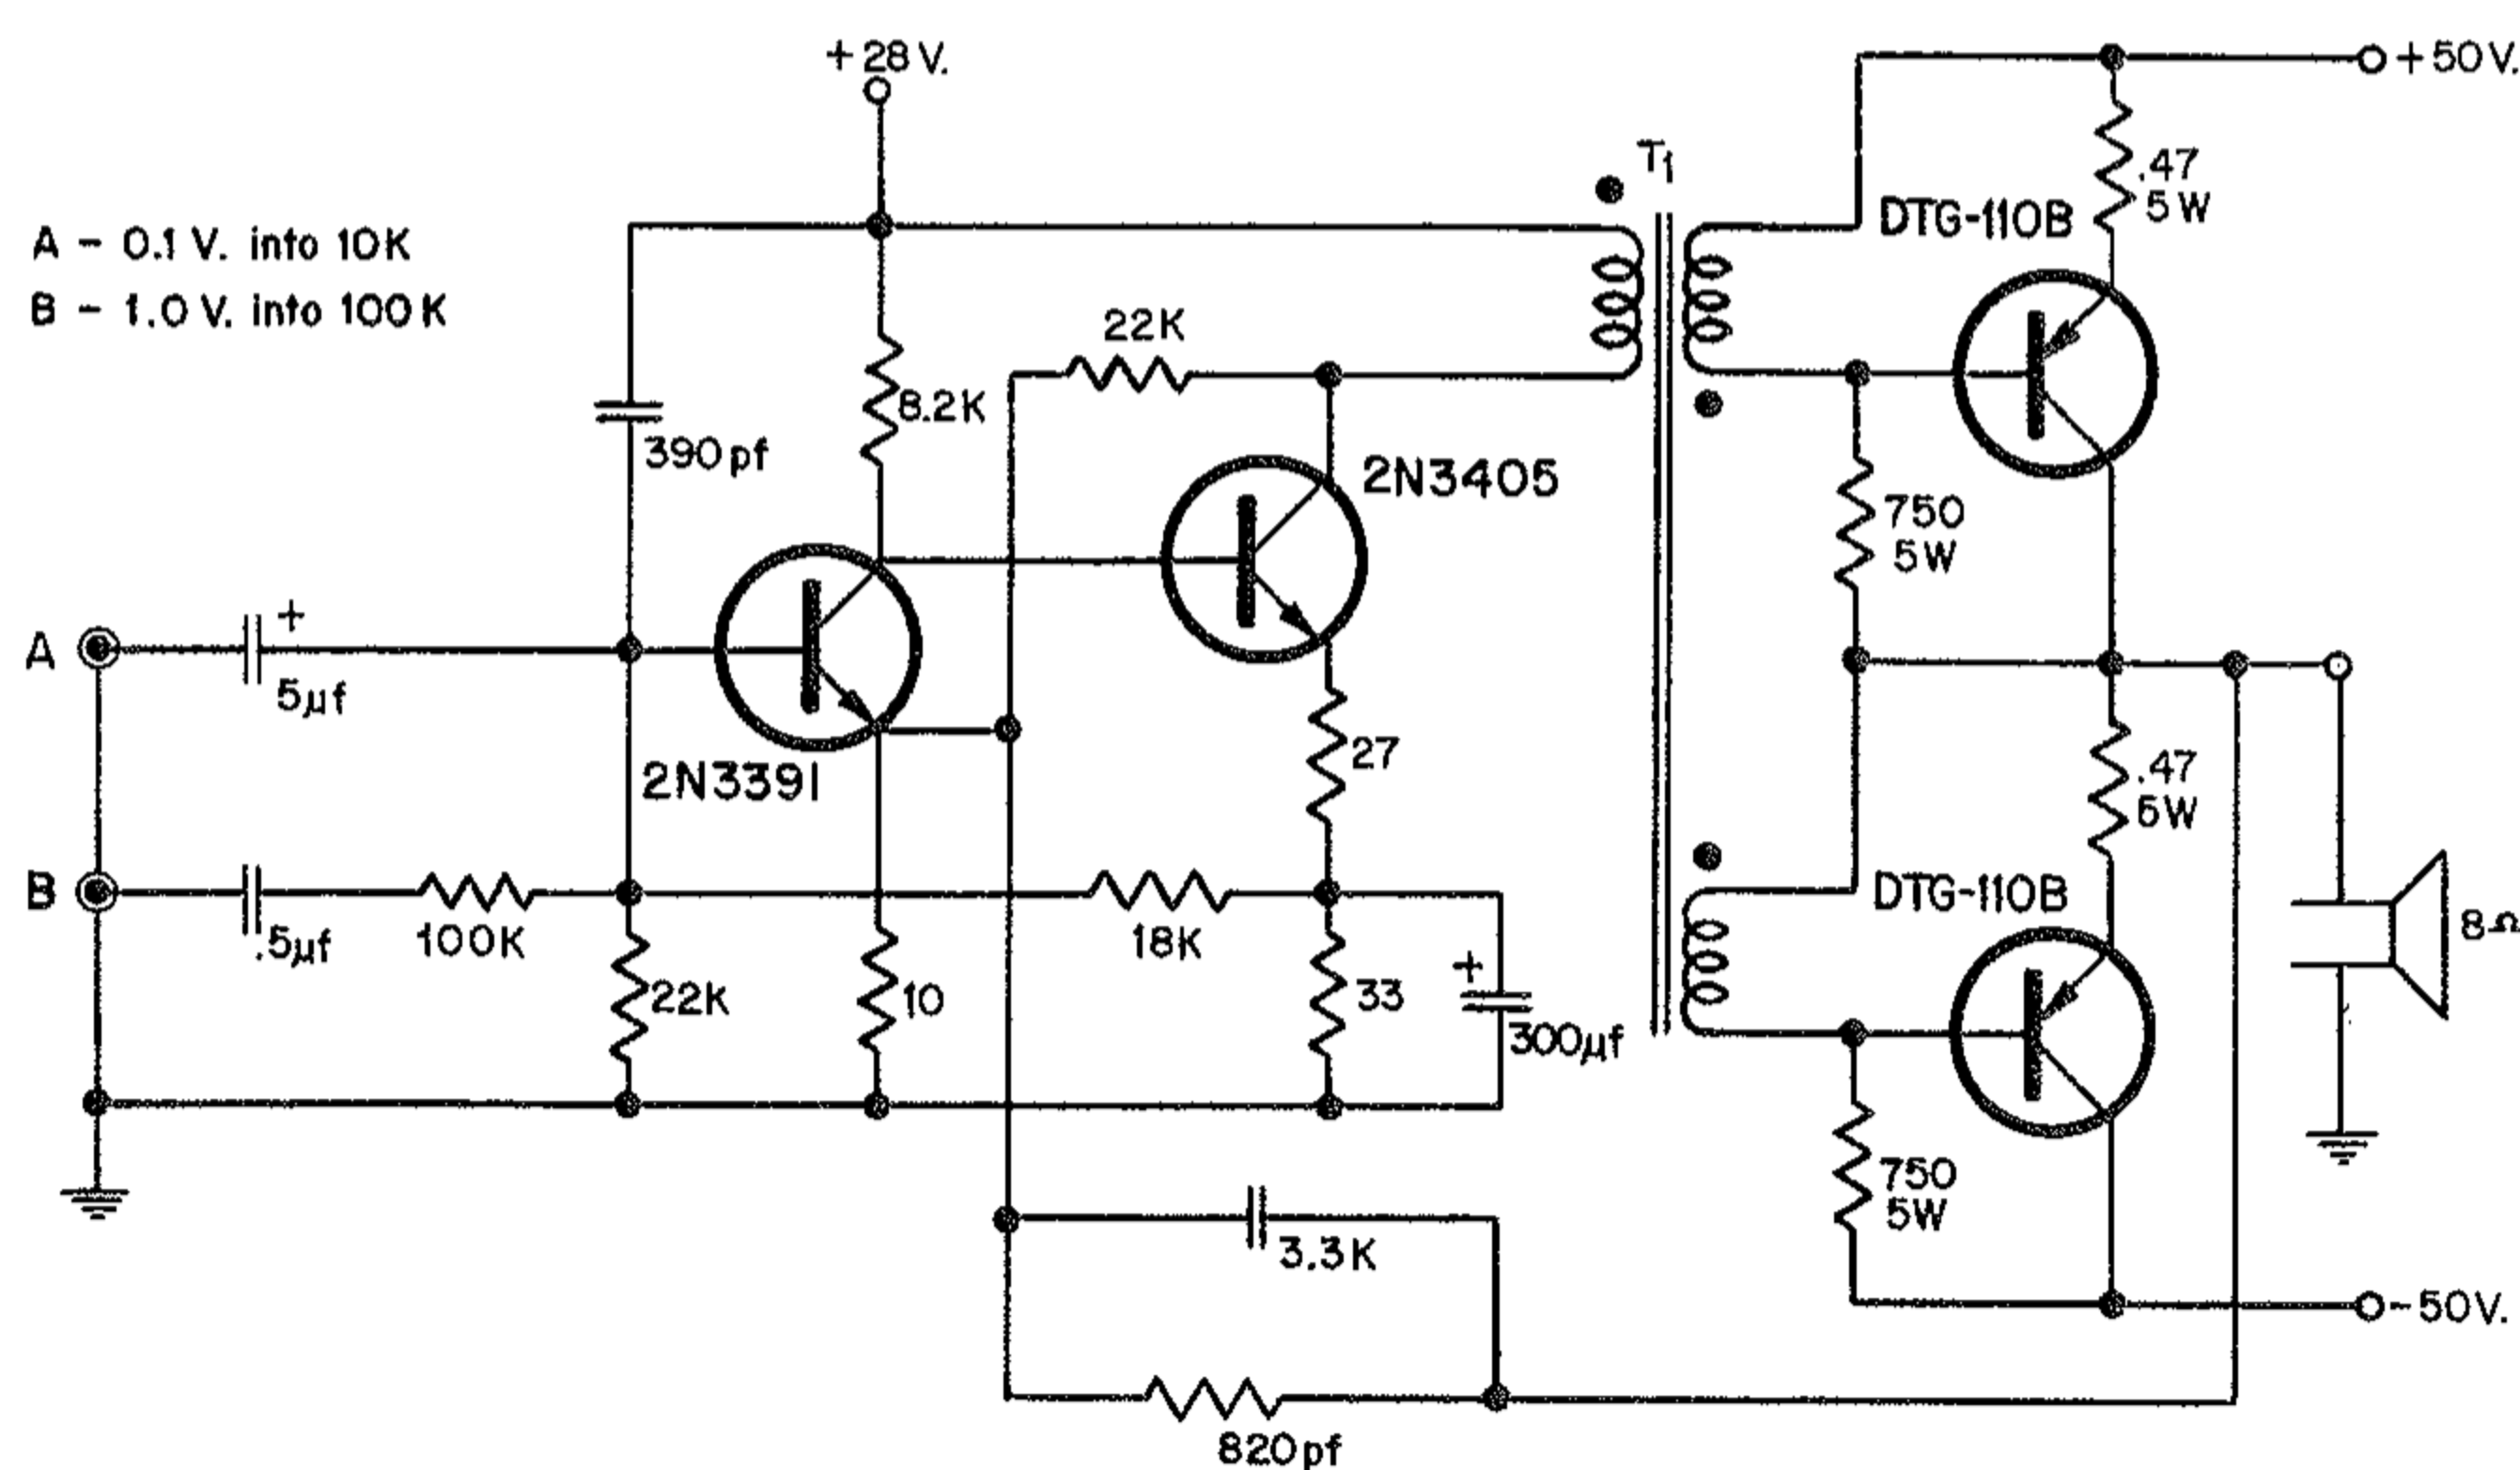 +28 V.
+50V.
T1
.47
5W
DTG-110B
A - 0.1 V. into 10K
B - 1.0 V. into 100K
22K
8.2K
390pf
2N3405
750
5W
A
+
5µf
2N3391
27
.47
5W
B
.5µf
100K
18K
DTG-110B
8Ω
22K
10
33
+
300µf
750
5W
3.3K
-50V.
820pf